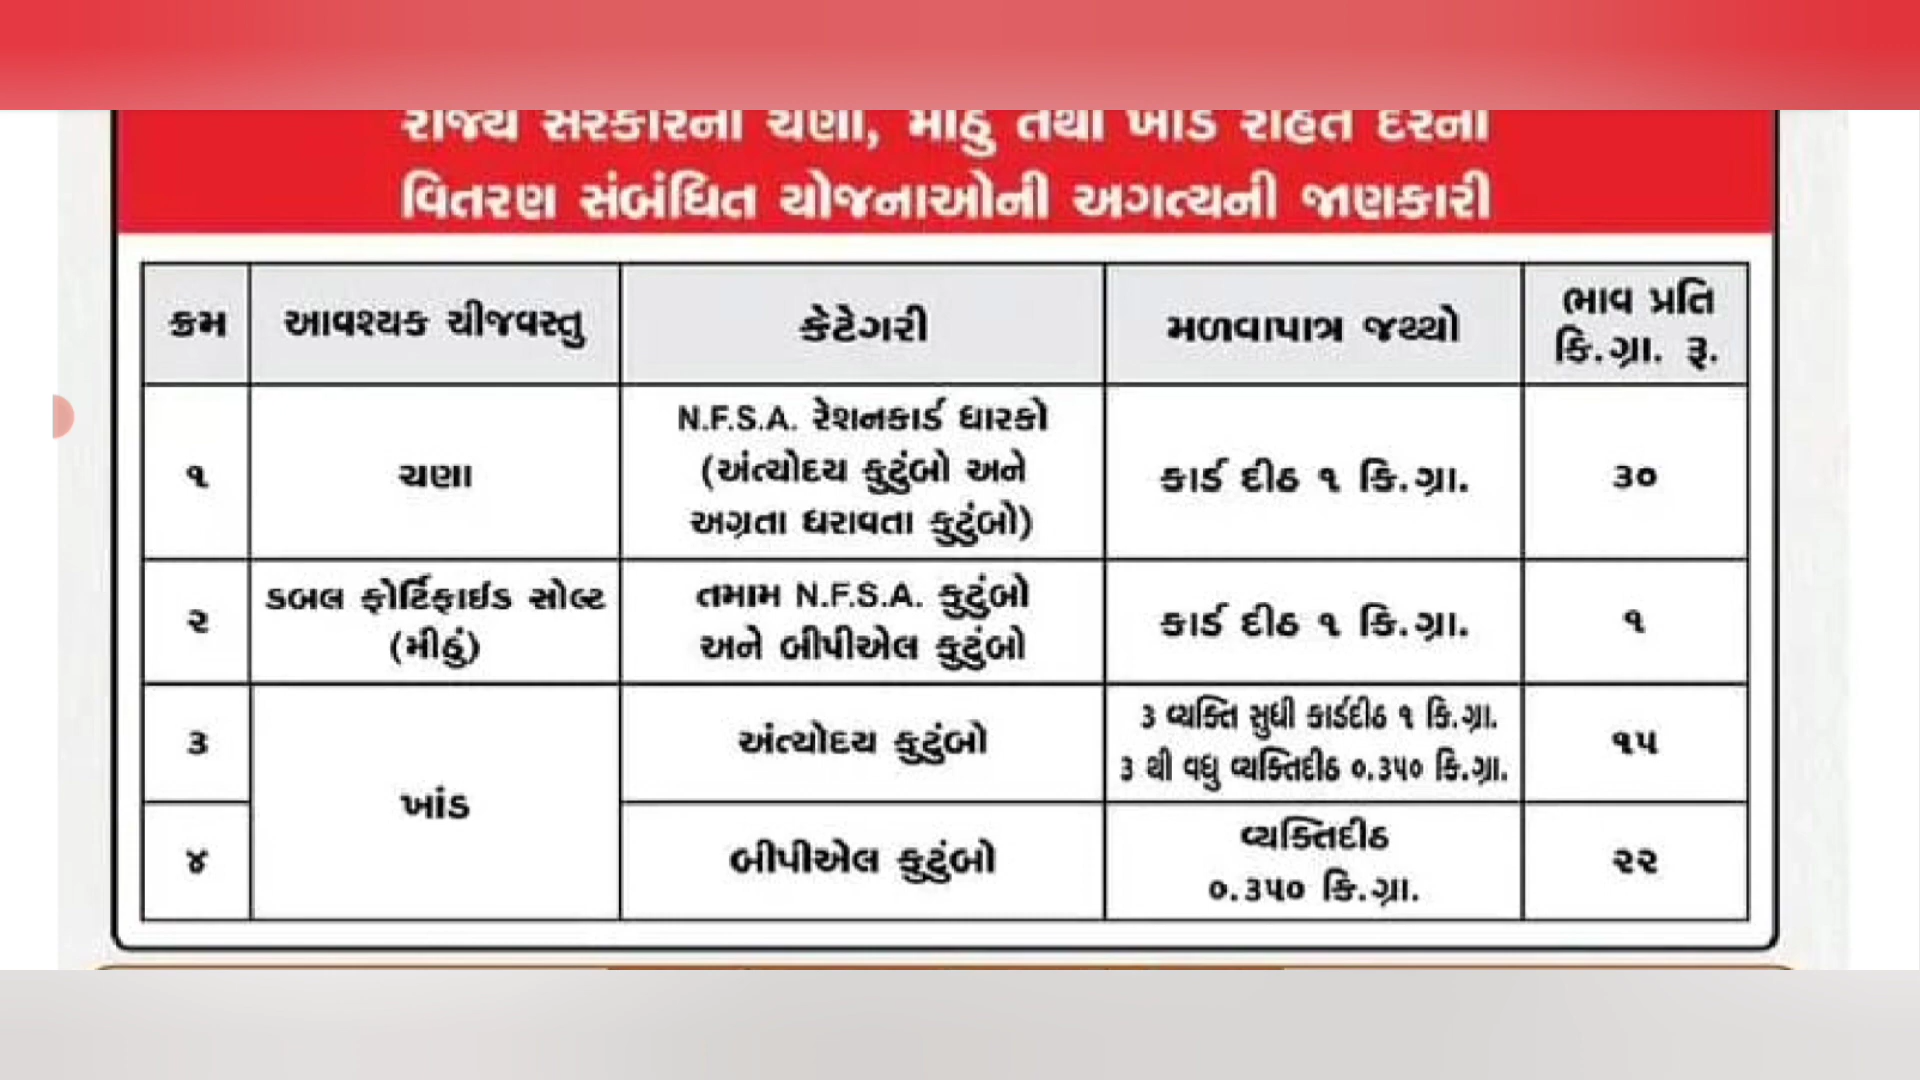 રાજ્ય સરકારના ચણા, મીઠું તથા ખાંડ રાહત દરના
વિતરણ સંબંધિત યોજનાઓની અગત્યની જાણકારી
ક્રમ
આવશ્યક ચીજવસ્તુ
કેટેગરી
મળવાપાત્ર જથ્થો
ભાવ પ્રતિ
કિ.ગ્રા. રૂ.
૧
ચણા
N.F.S.A. રેશનકાર્ડ ધારકો
(અંત્યોદય કુટુંબો અને
અગ્રતા ધરાવતા કુટુંબો)
કાર્ડ દીઠ ૧ કિ.ગ્રા.
૩૦
૨
ડબલ ફોર્ટિફાઈડ સોલ્ટ
(મીઠું)
તમામ N.F.S.A. કુટુંબો
અને બીપીએલ કુટુંબો
કાર્ડ દીઠ ૧ કિ.ગ્રા.
૧
૩
ખાંડ
અંત્યોદય કુટુંબો
૩ વ્યક્તિ સુધી કાર્ડદીઠ ૧ કિ.ગ્રા.
૩ થી વધુ વ્યક્તિદીઠ ૦.૩૫૦ કિ.ગ્રા.
૧૫
૪
બીપીએલ કુટુંબો
વ્યક્તિદીઠ
૦.૩૫૦ કિ.ગ્રા.
૨૨